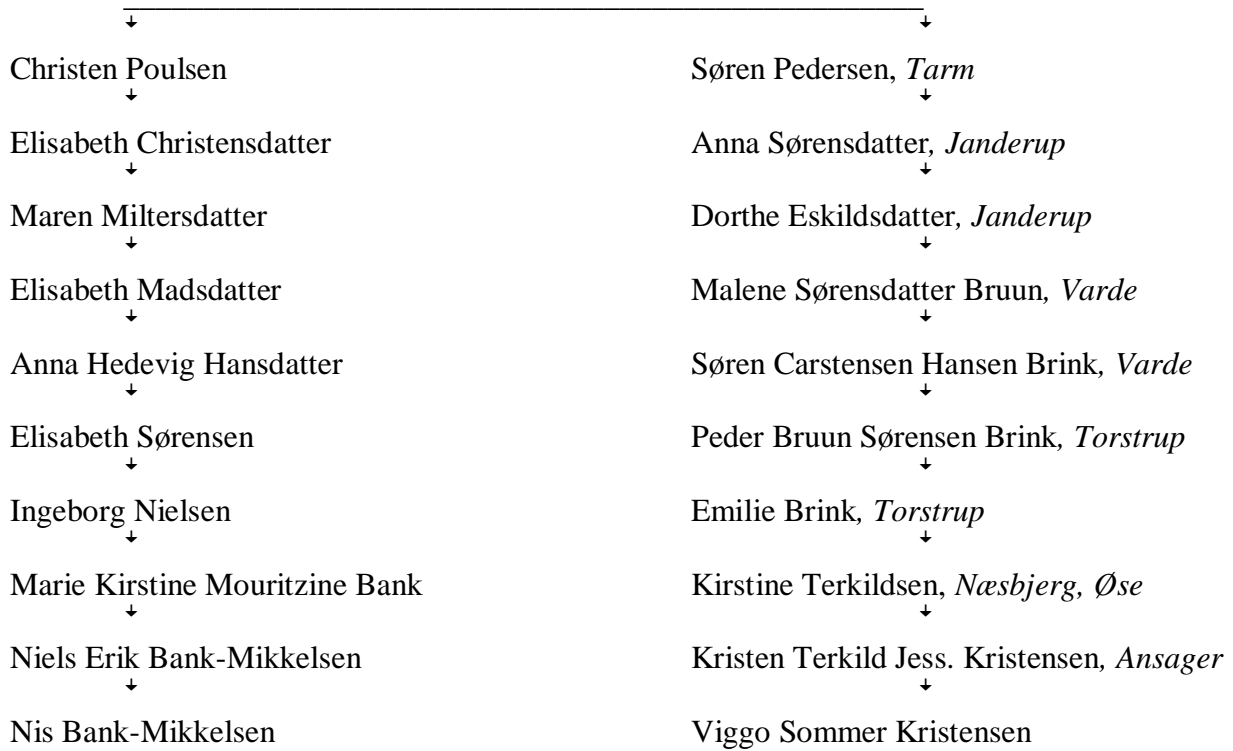 Christen Poulsen Søren Pedersen, Tarm
Elisabeth Christensdatter Anna Sørensdatter, Janderup
Maren Miltersdatter Dorthe Eskildsdatter, Janderup
Elisabeth Madsdatter Malene Sørensdatter Bruun, Varde
Anna Hedevig Hansdatter Søren Carstensen Hansen Brink, Varde
Elisabeth Sørensen Peder Bruun Sørensen Brink, Torstrup
Ingeborg Nielsen Emilie Brink, Torstrup
Marie Kirstine Mouritzine Bank Kirstine Terkildsen, Næsbjerg, Øse
Niels Erik Bank-Mikkelsen Kristen Terkild Jess. Kristensen, Ansager
Nis Bank-Mikkelsen Viggo Sommer Kristensen